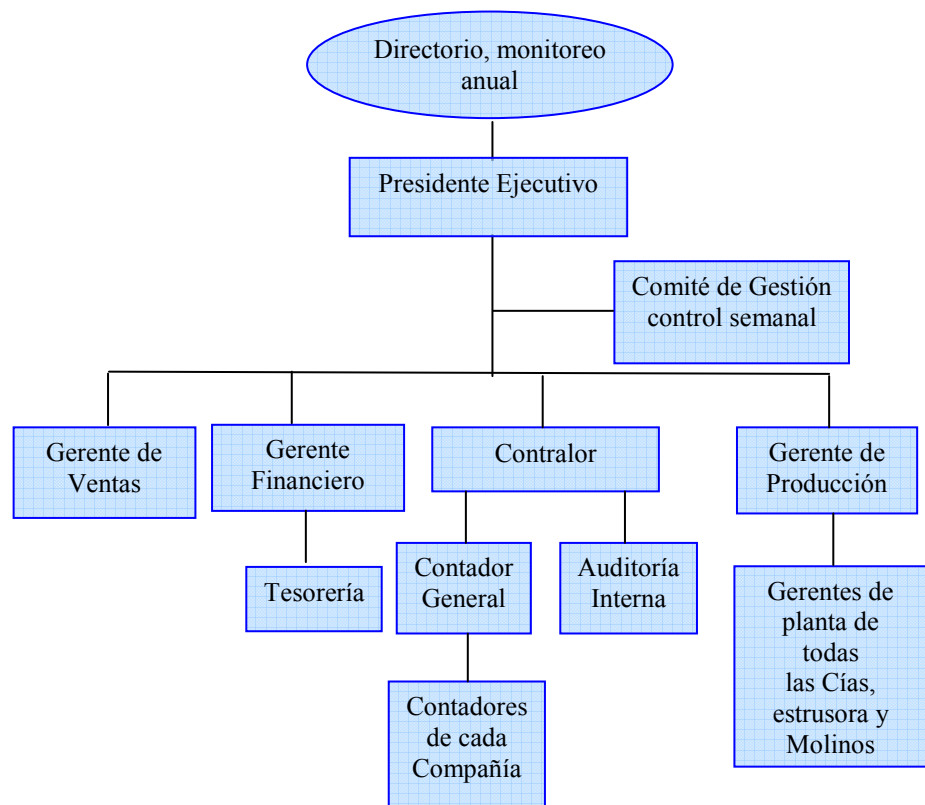 Directorio, monitoreo
anual
Presidente Ejecutivo
Comité de Gestión
control semanal
Gerente de
Ventas
Gerente
Financiero
Contralor
Gerente de
Producción
Tesorería
Contador
General
Auditoría
Interna
Gerentes de
planta de
todas
las Cías,
estrusora y
Molinos
Contadores
de cada
Compañía